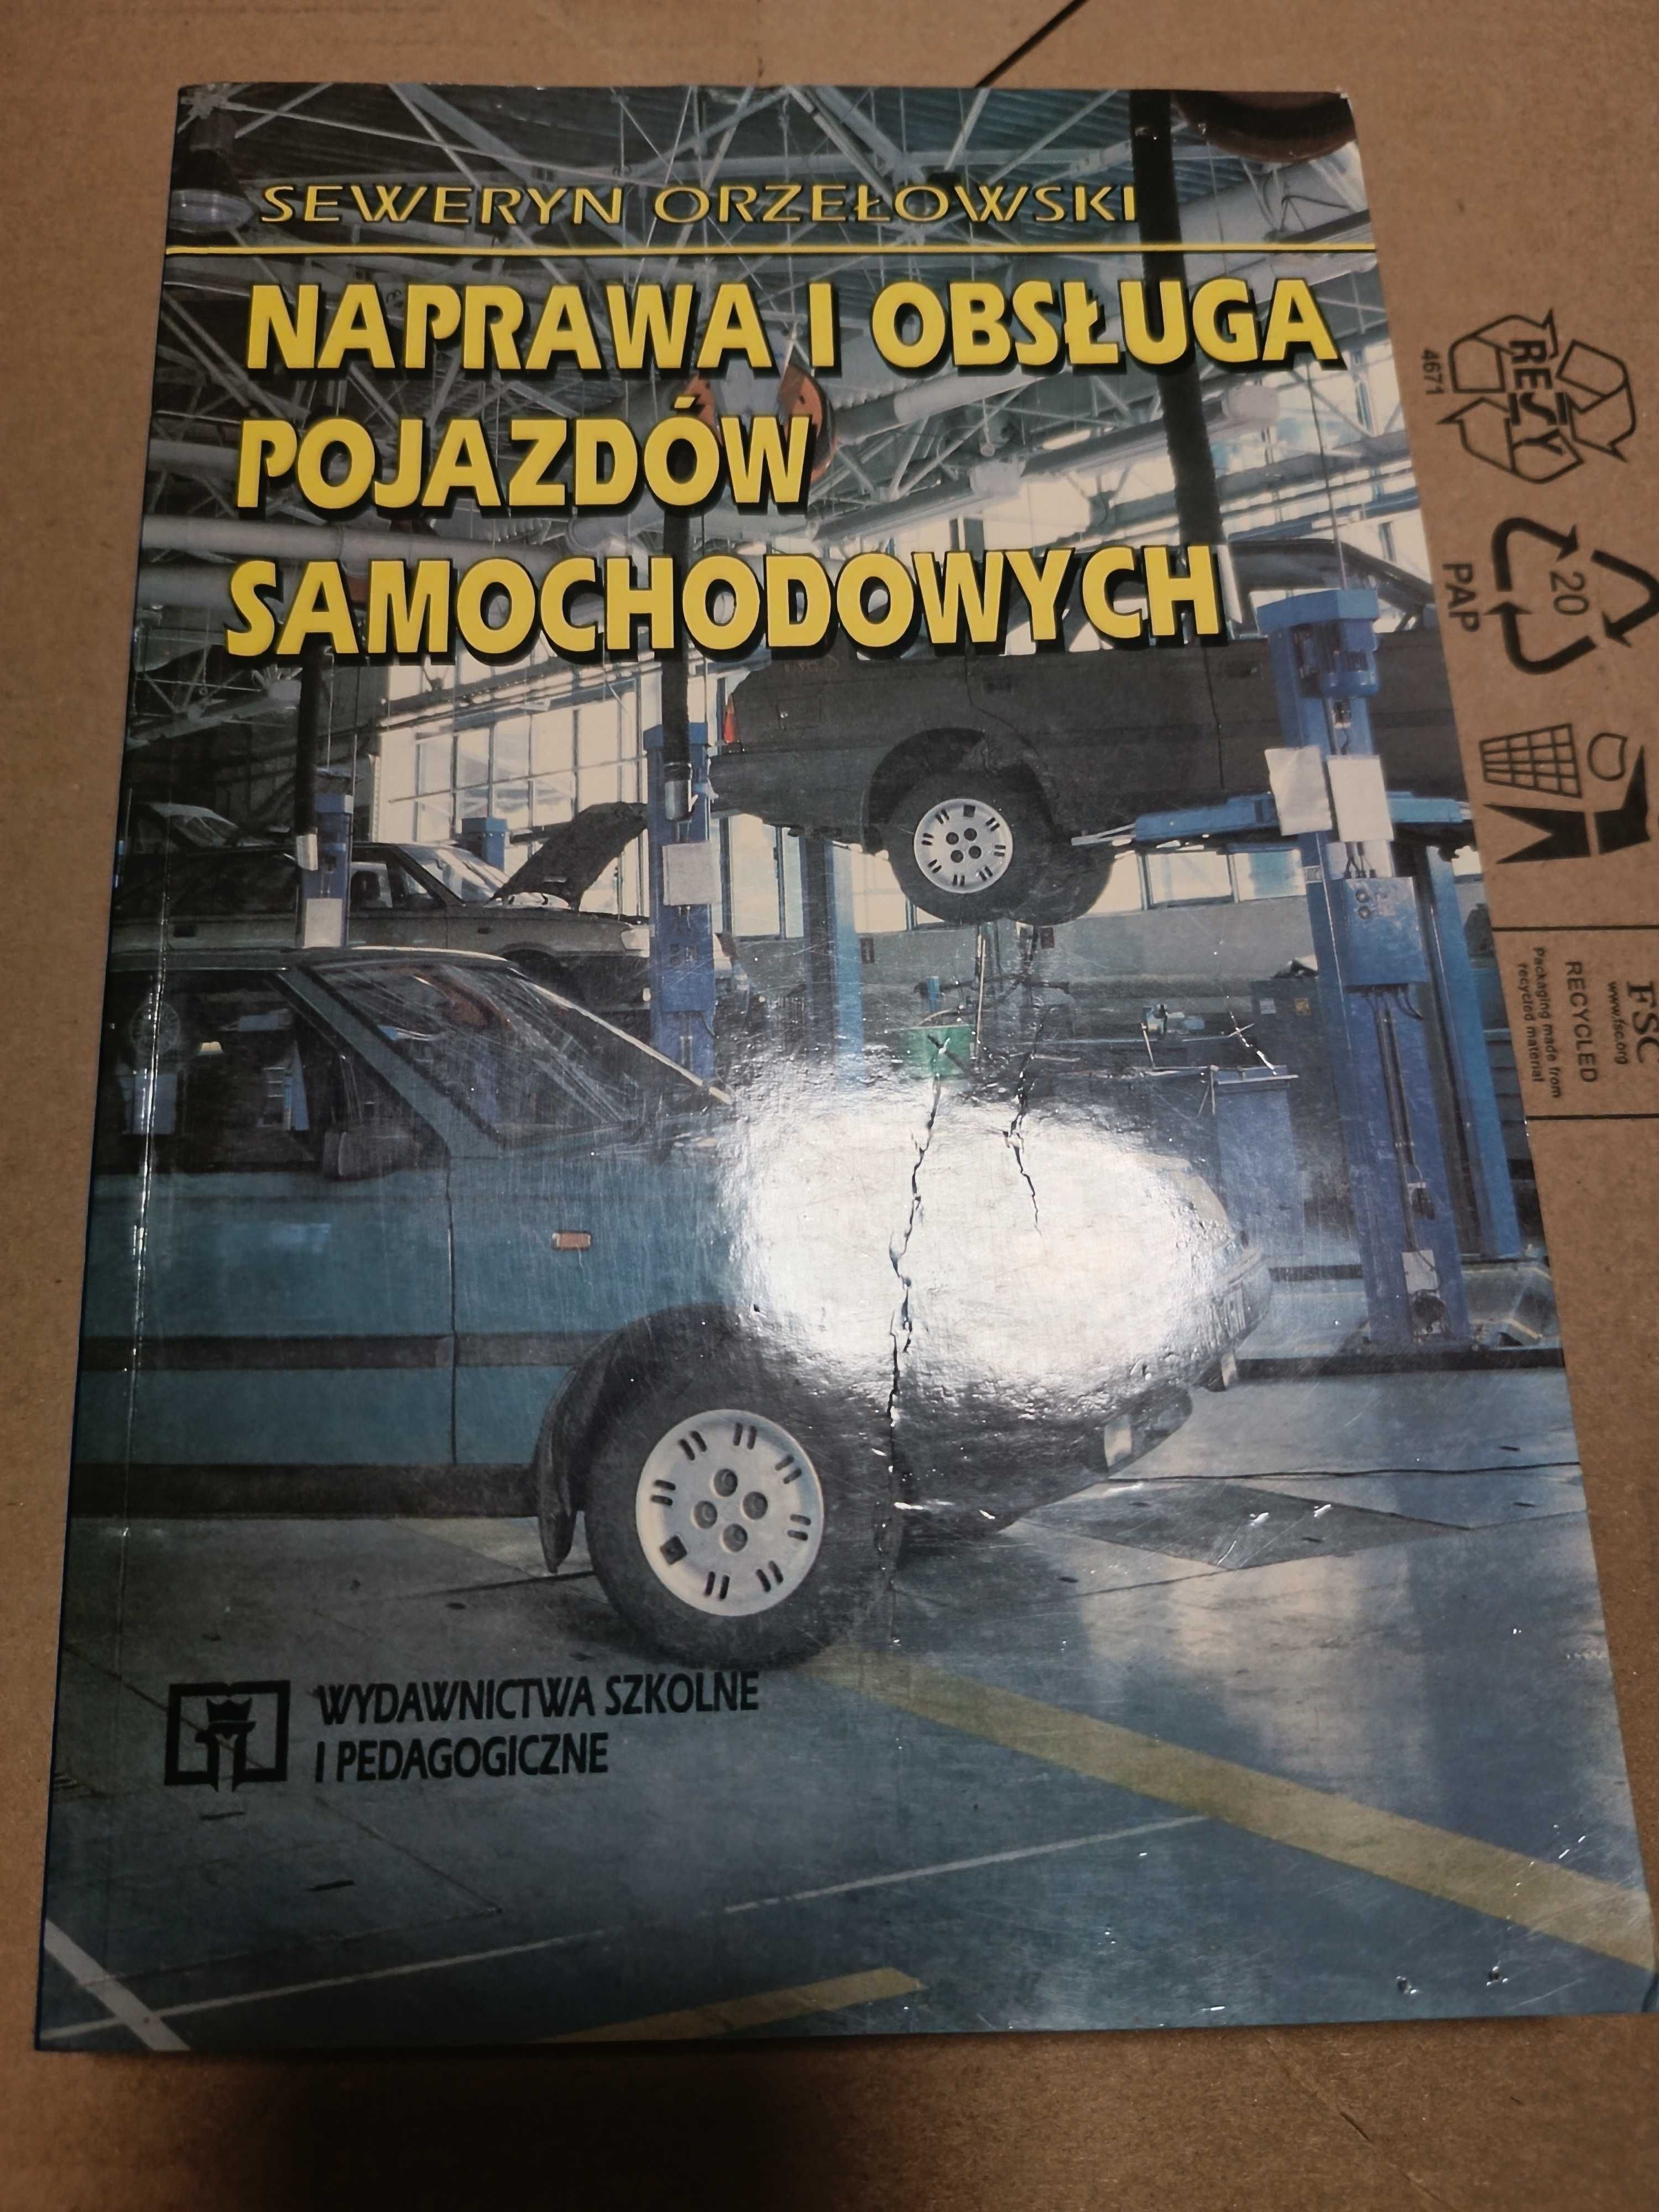 SEWERYN ORZEŁOWSKI
NAPRAWA I OBSŁUGA
POJAZDÓW
SAMOCHODOWYCH
WYDAWNICTWA SZKOLNE
I PEDAGOGICZNE
RESY
4671
20
PAP
FSC
www.fsc.org
RECYCLED
Packaging made from
recycled material